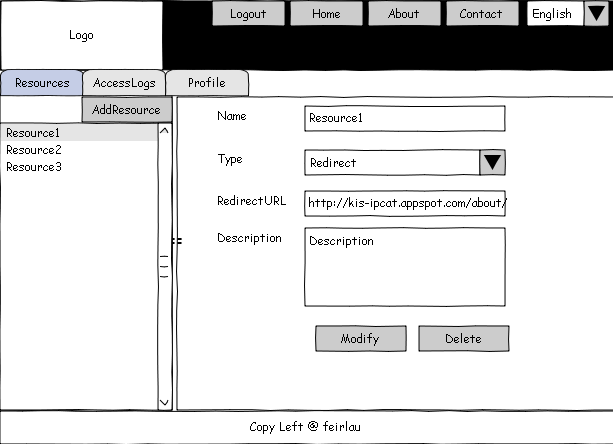 Logo
Logout
Home
About
Contact
English
Resources
AccessLogs
Profile
AddResource
Resource1
Resource2
Resource3
Name
Resource1
Type
Redirect
RedirectURL
http://kis-ipcat.appspot.com/about/
Description
Description
Modify
Delete
Copy Left @ feirlau